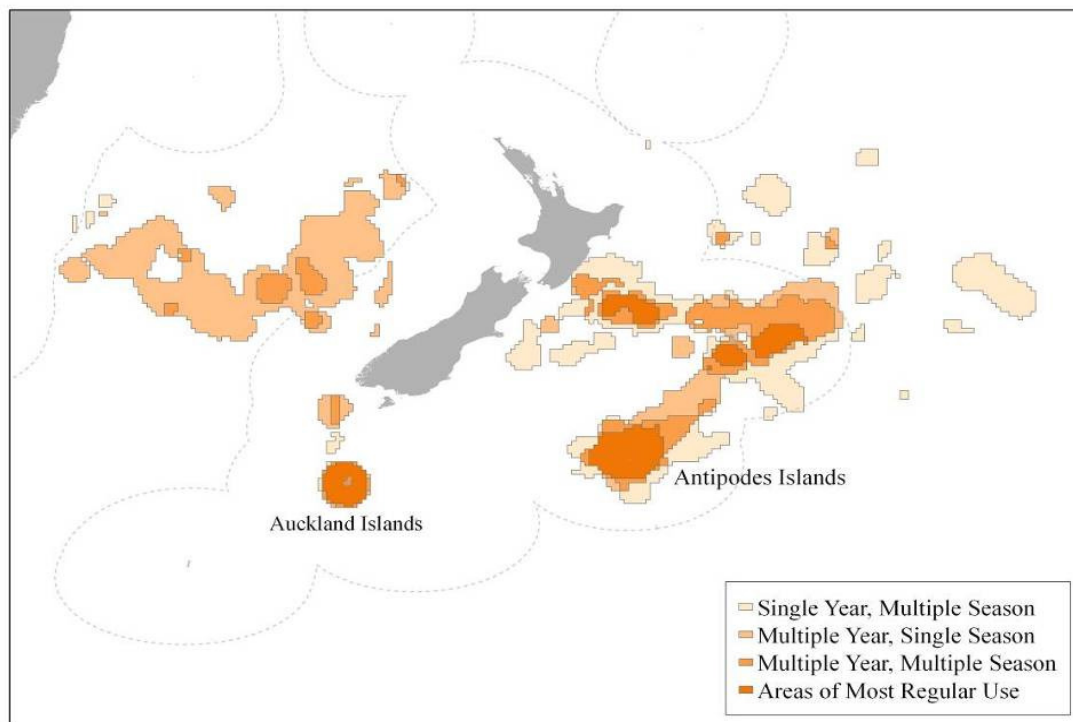 Antipodes Islands
Auckland Islands
Single Year, Multiple Season
Multiple Year, Single Season
Multiple Year, Multiple Season
Areas of Most Regular Use